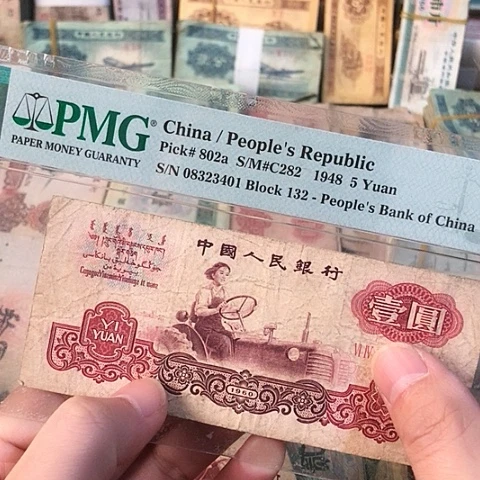 PMG®
PAPER MONEY GUARANTY
China / People's Republic
Pick# 802a S/M#C282 1948 5 Yuan
S/N 08323401 Block 132 - People's Bank of China
中國人民銀行
YI
YUAN
壹圓
1960